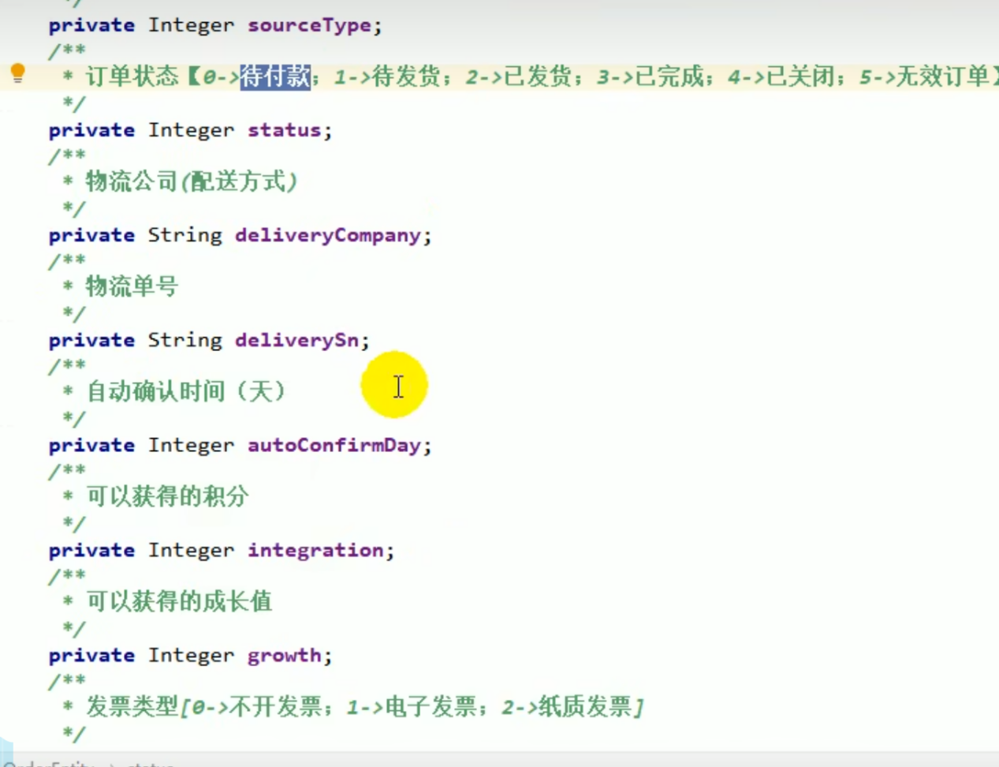 */
private Integer sourceType;
/**
* 订单状态【0->待付款；1->待发货；2->已发货；3->已完成；4->已关闭；5->无效订单】
*/
private Integer status;
/**
* 物流公司(配送方式)
*/
private String deliveryCompany;
/**
* 物流单号
*/
private String deliverySn;
/**
* 自动确认时间（天）
*/
private Integer autoConfirmDay;
/**
* 可以获得的积分
*/
private Integer integration;
/**
* 可以获得的成长值
*/
private Integer growth;
/**
* 发票类型[0->不开发票；1->电子发票；2->纸质发票]
*/